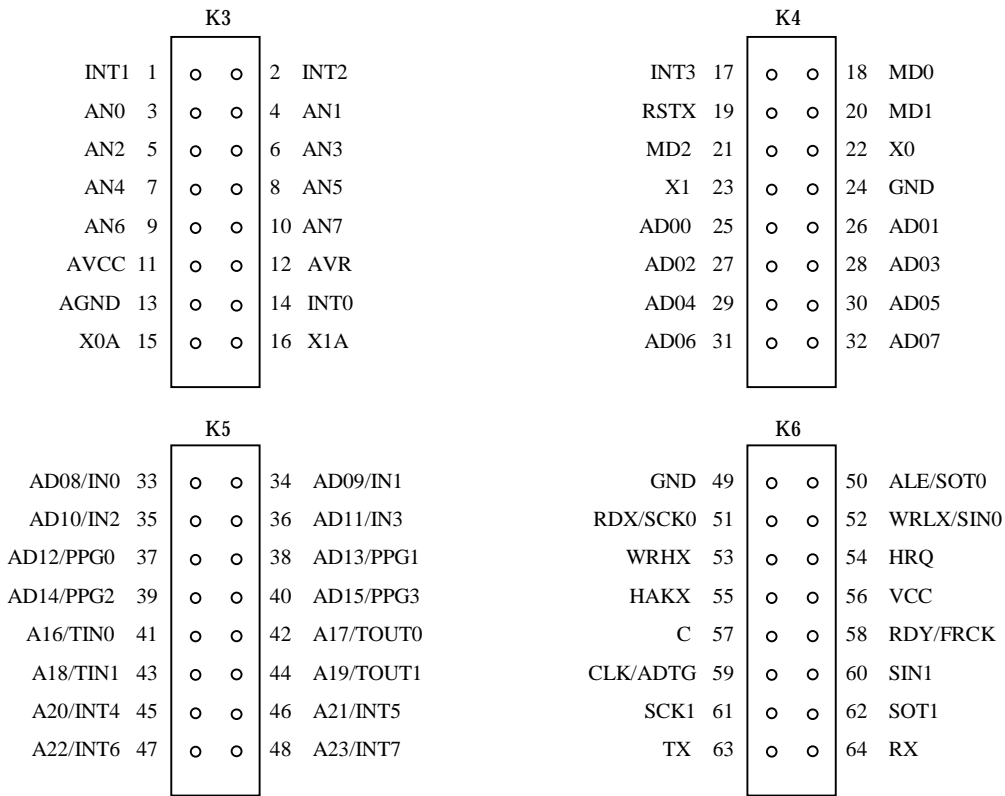 K3 K4
INT1 1 2 INT2 INT3 17 18 MD0
AN0 3 4 AN1 RSTX 19 20 MD1
AN2 5 6 AN3 MD2 21 22 X0
AN4 7 8 AN5 X1 23 24 GND
AN6 9 10 AN7 AD00 25 26 AD01
AVCC 11 12 AVR AD02 27 28 AD03
AGND 13 14 INT0 AD04 29 30 AD05
X0A 15 16 X1A AD06 31 32 AD07
K5 K6
AD08/IN0 33 34 AD09/IN1 GND 49 50 ALE/SOT0
AD10/IN2 35 36 AD11/IN3 RDX/SCK0 51 52 WRLX/SIN0
AD12/PPG0 37 38 AD13/PPG1 WRHX 53 54 HRQ
AD14/PPG2 39 40 AD15/PPG3 HAKX 55 56 VCC
A16/TIN0 41 42 A17/TOUT0 C 57 58 RDY/FRCK
A18/TIN1 43 44 A19/TOUT1 CLK/ADTG 59 60 SIN1
A20/INT4 45 46 A21/INT5 SCK1 61 62 SOT1
A22/INT6 47 48 A23/INT7 TX 63 64 RX